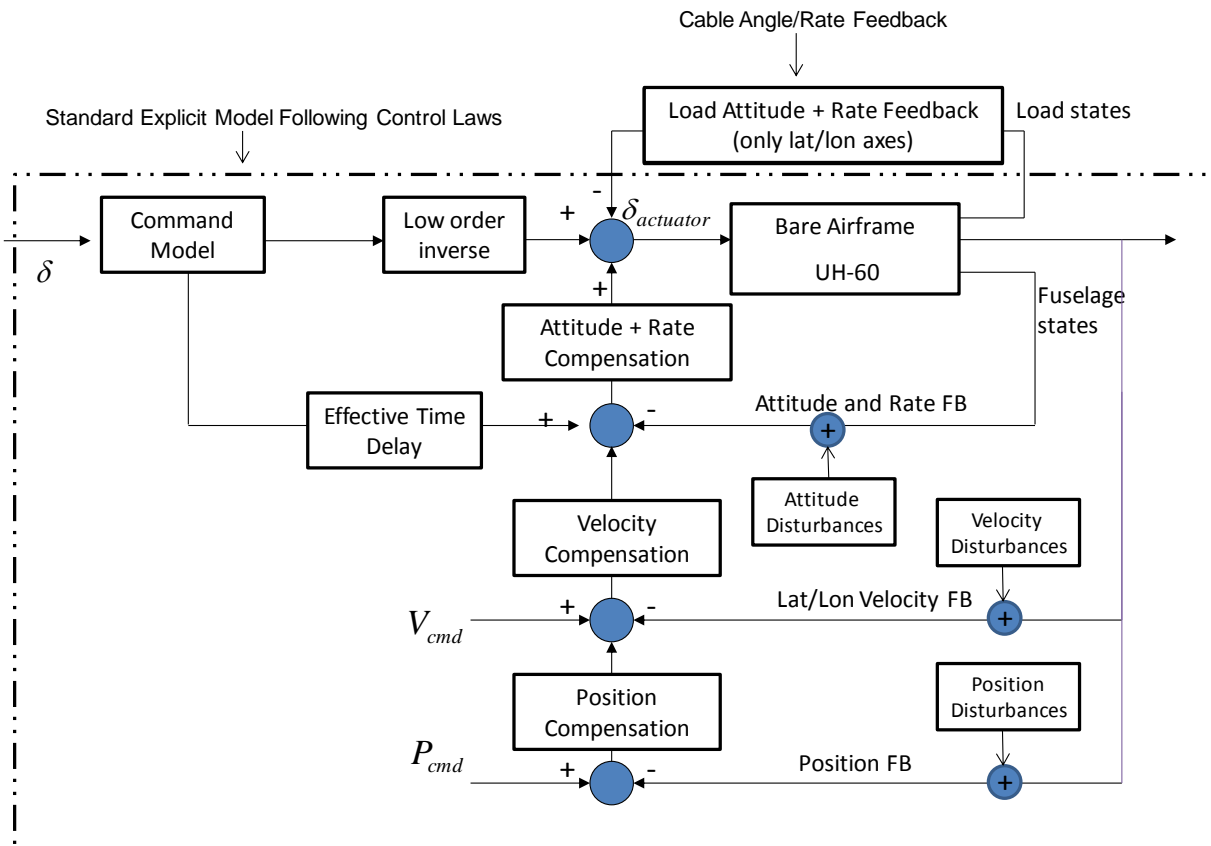 Cable Angle/Rate Feedback
Standard Explicit Model Following Control Laws
Load Attitude + Rate Feedback
(only lat/lon axes)
Load states
-
Command
Model
Low order
inverse
+
δactuator
Bare Airframe
UH-60
δ
+
Fuselage
states
Attitude + Rate
Compensation
Effective Time
Delay
+
-
Attitude and Rate FB
+
Attitude
Disturbances
Velocity
Compensation
Velocity
Disturbances
Vcmd
+
-
Lat/Lon Velocity FB
+
Position
Compensation
Position
Disturbances
Pcmd
+
-
Position FB
+